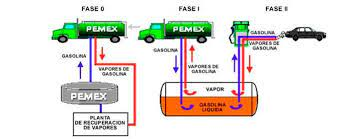 FASE 0
FASE I
FASE II
PEMEX
PEMEX
GASOLINA
VAPORES DE
GASOLINA
GASOLINA
VAPORES DE
GASOLINA
GASOLINA
VAPORES
DE GASOLINA
PEMEX
VAPOR
GASOLINA
LIQUIDA
PLANTA
DE RECUPERACION
DE VAPORES